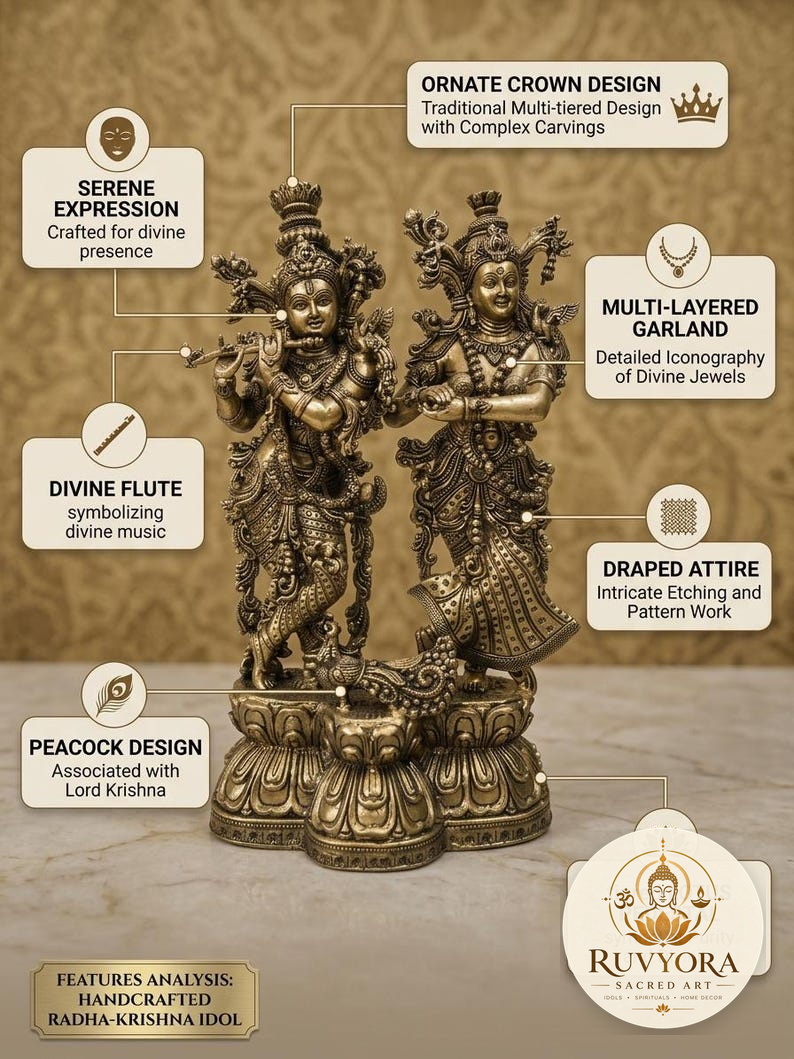 ORNATE CROWN DESIGN
Traditional Multi-tiered Design
with Complex Carvings
SERENE
EXPRESSION
Crafted for divine
presence
MULTI-LAYERED
GARLAND
Detailed Iconography
of Divine Jewels
DIVINE FLUTE
symbolizing
divine music
DRAPED ATTIRE
Intricate Etching and
Pattern Work
PEACOCK DESIGN
Associated with
Lord Krishna
ॐ
RUVYORA
SACRED ART
IDOLS • SPIRITUALS • HOME DECOR
FEATURES ANALYSIS:
HANDCRAFTED
RADHA-KRISHNA IDOL